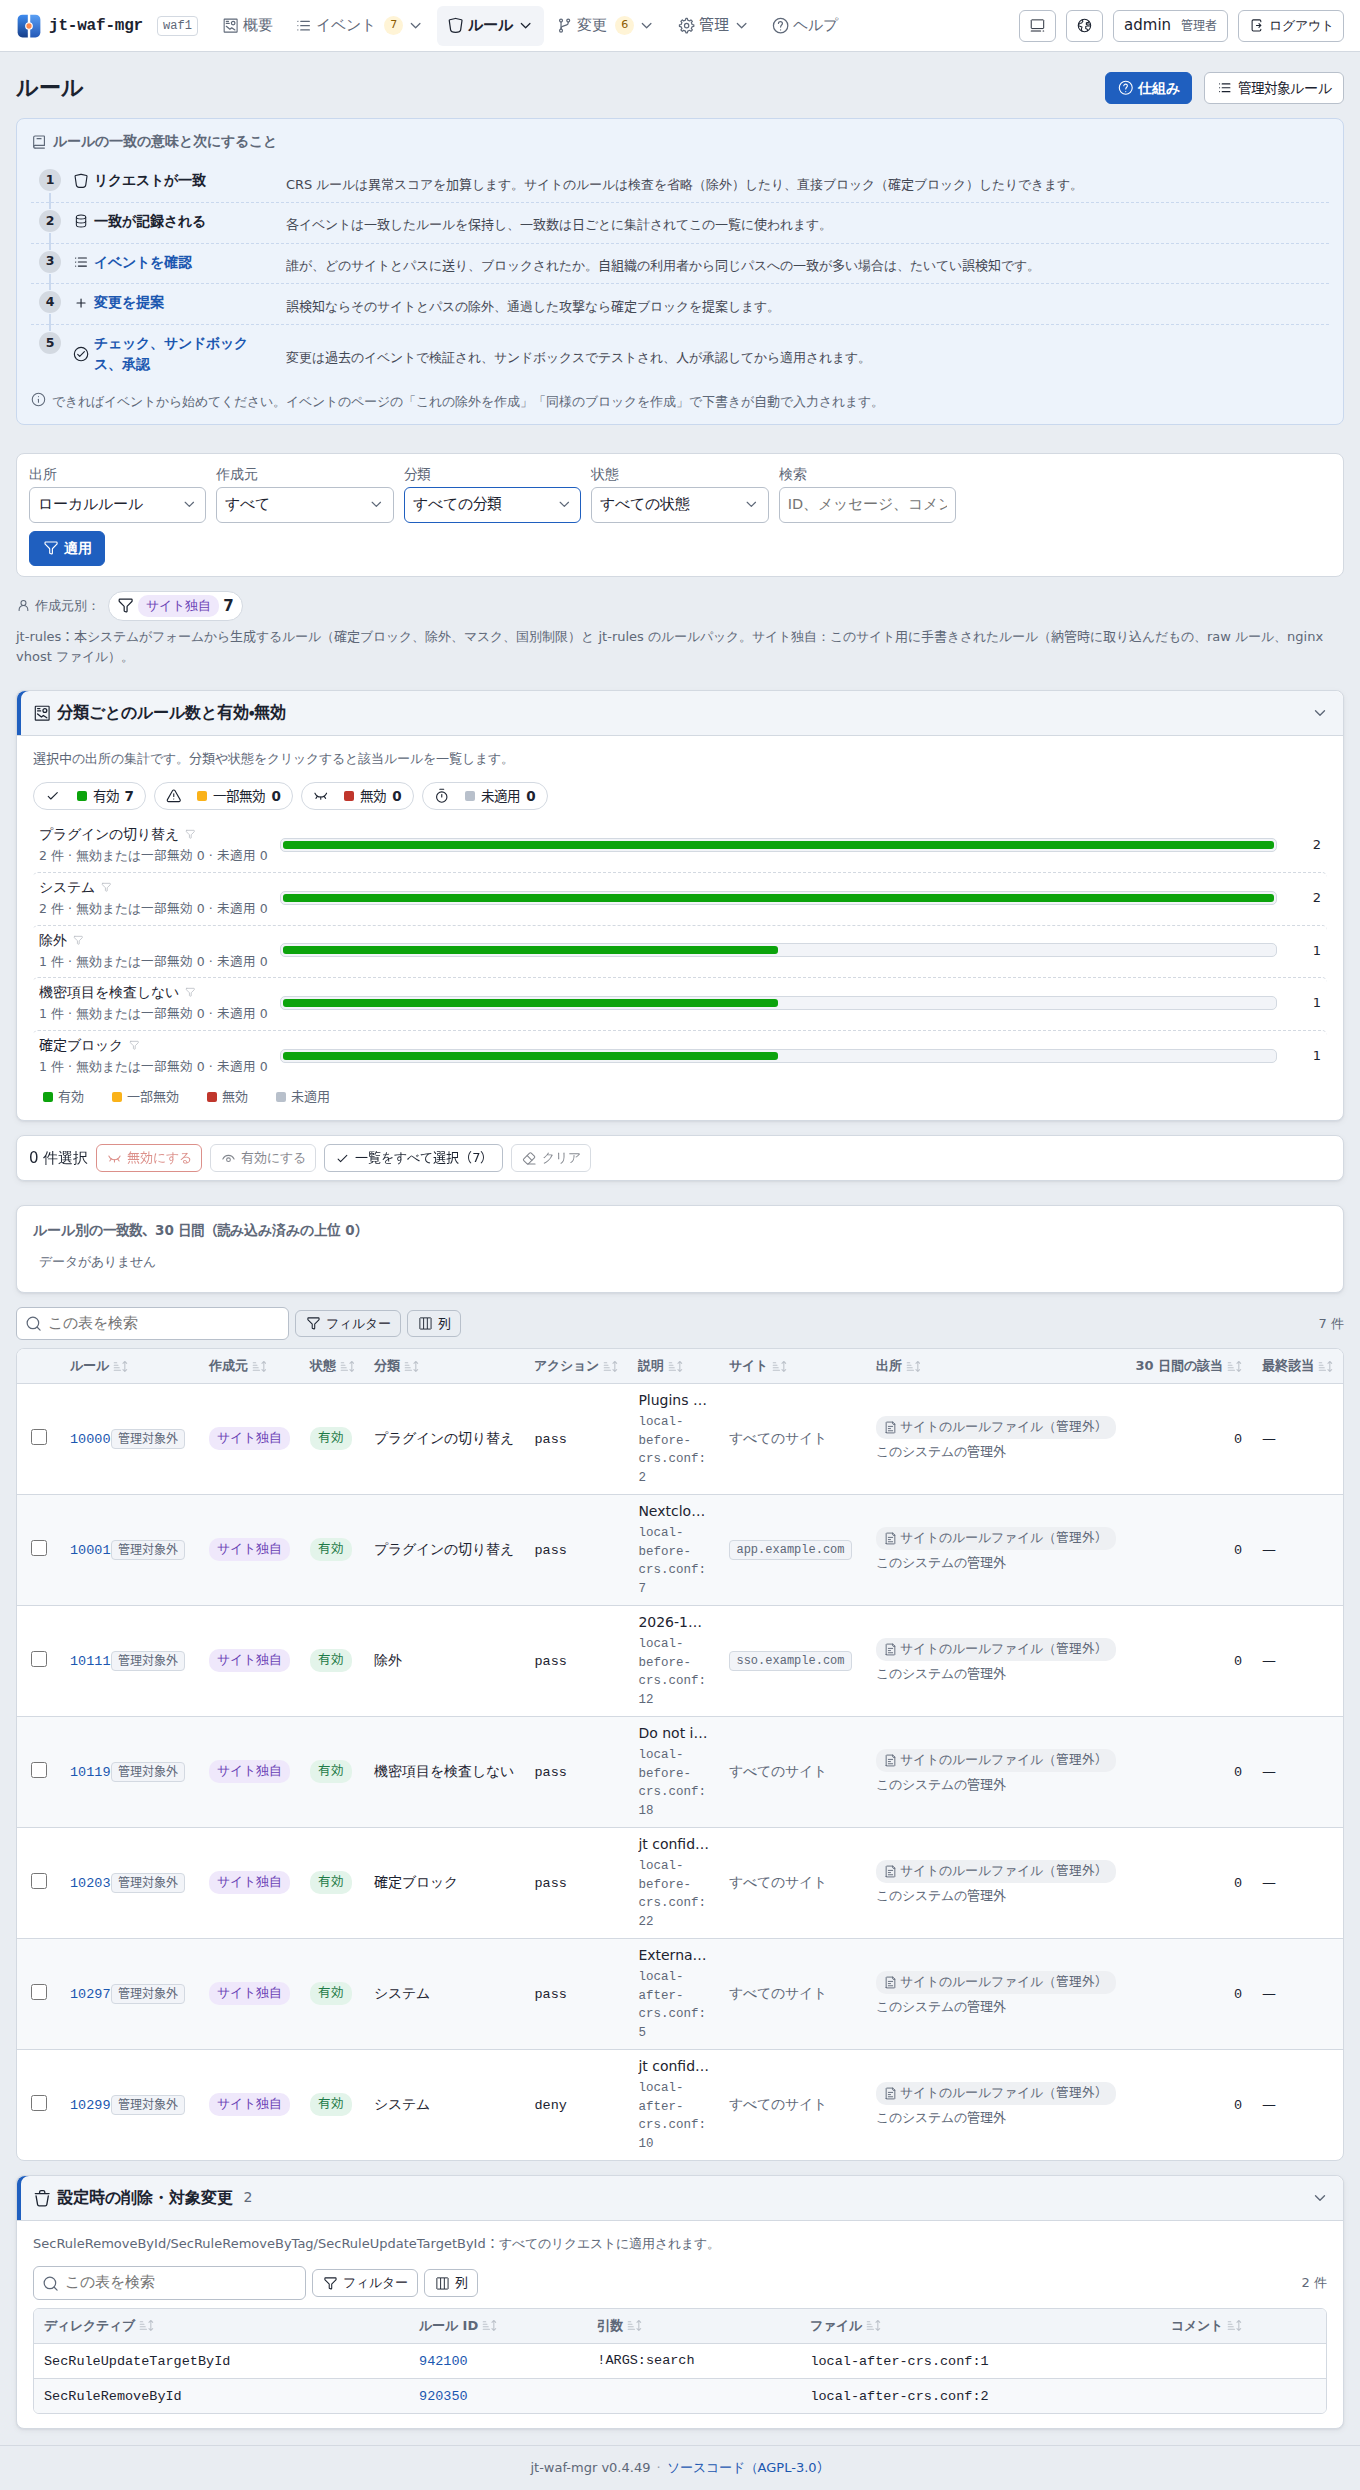 jt-waf-mgr waf1 概要 イベント 7 ルール 変更 6 管理 ヘルプ admin 管理者 ログアウト
ルール 仕組み 管理対象ルール
ルールの一致の意味と次にすること
1 リクエストが一致 CRS ルールは異常スコアを加算します。サイトのルールは検査を省略（除外）したり、直接ブロック（確定ブロック）したりできます。
2 一致が記録される 各イベントは一致したルールを保持し、一致数は日ごとに集計されてこの一覧に使われます。
3 イベントを確認 誰が、どのサイトとパスに送り、ブロックされたか。自組織の利用者から同じパスへの一致が多い場合は、たいてい誤検知です。
4 変更を提案 誤検知ならそのサイトとパスの除外、通過した攻撃なら確定ブロックを提案します。
5 チェック、サンドボック
ス、承認 変更は過去のイベントで検証され、サンドボックスでテストされ、人が承認してから適用されます。
できればイベントから始めてください。イベントのページの「これの除外を作成」「同様のブロックを作成」で下書きが自動で入力されます。
出所 作成元 分類 状態 検索
ローカルルール すべて すべての分類 すべての状態 ID、メッセージ、コメン
適用
作成元別： サイト独自 7
jt-rules：本システムがフォームから生成するルール（確定ブロック、除外、マスク、国別制限）と jt-rules のルールパック。サイト独自：このサイト用に手書きされたルール（納管時に取り込んだもの、raw ルール、nginx
vhost ファイル）。
分類ごとのルール数と有効・無効
選択中の出所の集計です。分類や状態をクリックすると該当ルールを一覧します。
有効 7 一部無効 0 無効 0 未適用 0
プラグインの切り替え
2 件 · 無効または一部無効 0 · 未適用 0 2
システム
2 件 · 無効または一部無効 0 · 未適用 0 2
除外
1 件 · 無効または一部無効 0 · 未適用 0 1
機密項目を検査しない
1 件 · 無効または一部無効 0 · 未適用 0 1
確定ブロック
1 件 · 無効または一部無効 0 · 未適用 0 1
有効 一部無効 無効 未適用
0 件選択 無効にする 有効にする 一覧をすべて選択（7） クリア
ルール別の一致数、30 日間（読み込み済みの上位 0）
データがありません
この表を検索 フィルター 列 7 件
ルール 作成元 状態 分類 アクション 説明 サイト 出所 30 日間の該当 最終該当
Plugins …
10000 管理対象外 サイト独自 有効 プラグインの切り替え pass local-before-crs.conf:2 すべてのサイト サイトのルールファイル（管理外） このシステムの管理外 0 —
Nextclo…
10001 管理対象外 サイト独自 有効 プラグインの切り替え pass local-before-crs.conf:7 app.example.com サイトのルールファイル（管理外） このシステムの管理外 0 —
2026-1…
10111 管理対象外 サイト独自 有効 除外 pass local-before-crs.conf:12 sso.example.com サイトのルールファイル（管理外） このシステムの管理外 0 —
Do not i…
10119 管理対象外 サイト独自 有効 機密項目を検査しない pass local-before-crs.conf:18 すべてのサイト サイトのルールファイル（管理外） このシステムの管理外 0 —
jt confid…
10203 管理対象外 サイト独自 有効 確定ブロック pass local-before-crs.conf:22 すべてのサイト サイトのルールファイル（管理外） このシステムの管理外 0 —
Externa…
10297 管理対象外 サイト独自 有効 システム pass local-after-crs.conf:5 すべてのサイト サイトのルールファイル（管理外） このシステムの管理外 0 —
jt confid…
10299 管理対象外 サイト独自 有効 システム deny local-after-crs.conf:10 すべてのサイト サイトのルールファイル（管理外） このシステムの管理外 0 —
設定時の削除・対象変更 2
SecRuleRemoveById/SecRuleRemoveByTag/SecRuleUpdateTargetById：すべてのリクエストに適用されます。
この表を検索 フィルター 列 2 件
ディレクティブ ルール ID 引数 ファイル コメント
SecRuleUpdateTargetById 942100 !ARGS:search local-after-crs.conf:1
SecRuleRemoveById 920350 local-after-crs.conf:2
jt-waf-mgr v0.4.49 · ソースコード（AGPL-3.0）